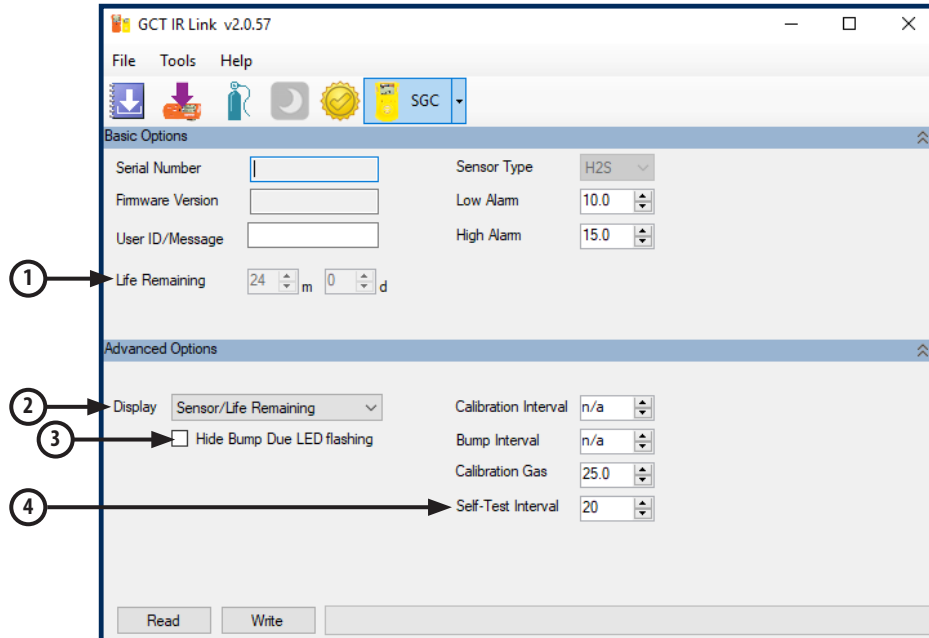 GCT IR Link v2.0.57
File Tools Help
SGC
Basic Options
Serial Number
Sensor Type H2S
Firmware Version
Low Alarm 10.0
User ID/Message
High Alarm 15.0
1 Life Remaining 24 m 0 d
Advanced Options
2 Display Sensor/Life Remaining
Calibration Interval n/a
3 Hide Bump Due LED flashing
Bump Interval n/a
Calibration Gas 25.0
4 Self-Test Interval 20
Read Write